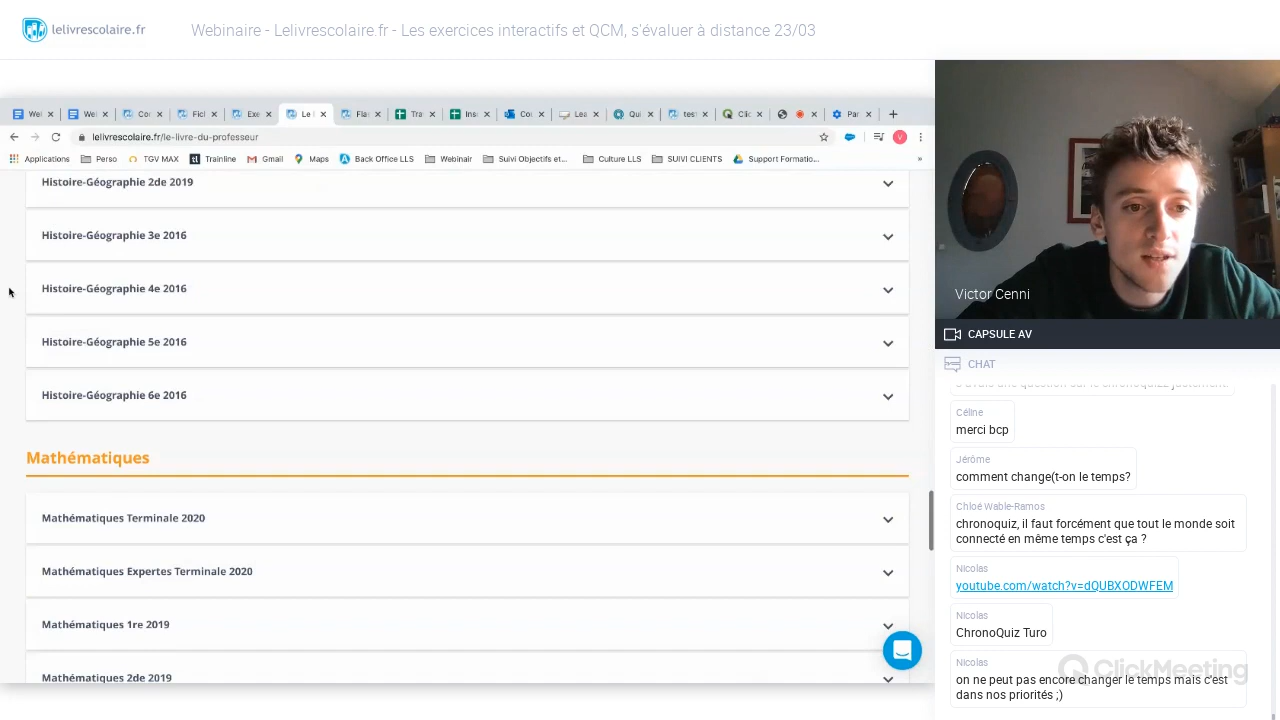 lelivrescolaire.fr
Webinaire - Lelivrescolaire.fr - Les exercices interactifs et QCM, s'évaluer à distance 23/03
lelivrescolaire.fr/le-livre-du-professeur
Applications Perso TGV MAX Trainline Gmail Maps Back Office LLS Webinar Suivi Objectifs et... Culture LLS SUIVI CLIENTS Support Formatio...
Histoire-Géographie 2de 2019
Histoire-Géographie 3e 2016
Histoire-Géographie 4e 2016
Histoire-Géographie 5e 2016
Histoire-Géographie 6e 2016
Mathématiques
Mathématiques Terminale 2020
Mathématiques Expertes Terminale 2020
Mathématiques 1re 2019
Mathématiques 2de 2019
Victor Cenni
CAPSULE AV
CHAT
Céline
merci bcp
Jérôme
comment change(t-on le temps?
Chloé Wable-Ramos
chronoquiz, il faut forcément que tout le monde soit
connecté en même temps c'est ça ?
Nicolas
youtube.com/watch?v=dQUBXODWFEM
Nicolas
ChronoQuiz Turo
Nicolas
on ne peut pas encore changer le temps mais c'est
dans nos priorités ;)
ClickMeeting